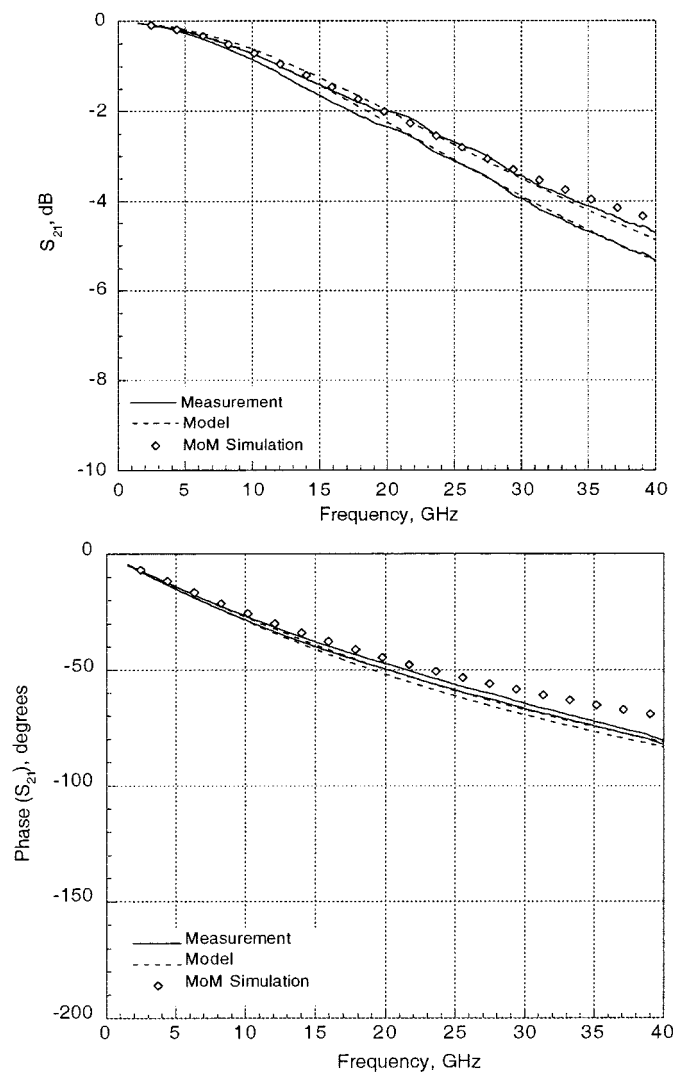 0
-2
-4
-6
-8
-10
S21, dB
Measurement
Model
MoM Simulation
0 5 10 15 20 25 30 35 40
Frequency, GHz
0
-50
-100
-150
-200
Phase (S21), degrees
Measurement
Model
MoM Simulation
0 5 10 15 20 25 30 35 40
Frequency, GHz